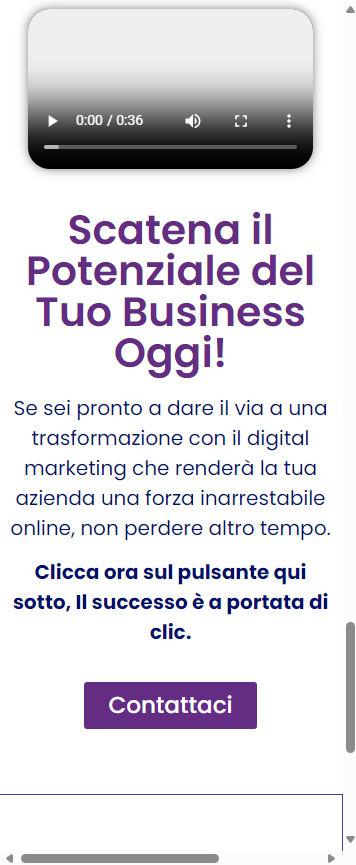 0:00 / 0:36
Scatena il
Potenziale del
Tuo Business
Oggi!
Se sei pronto a dare il via a una
trasformazione con il digital
marketing che renderà la tua
azienda una forza inarrestabile
online, non perdere altro tempo.
Clicca ora sul pulsante qui
sotto, Il successo è a portata di
clic.
Contattaci